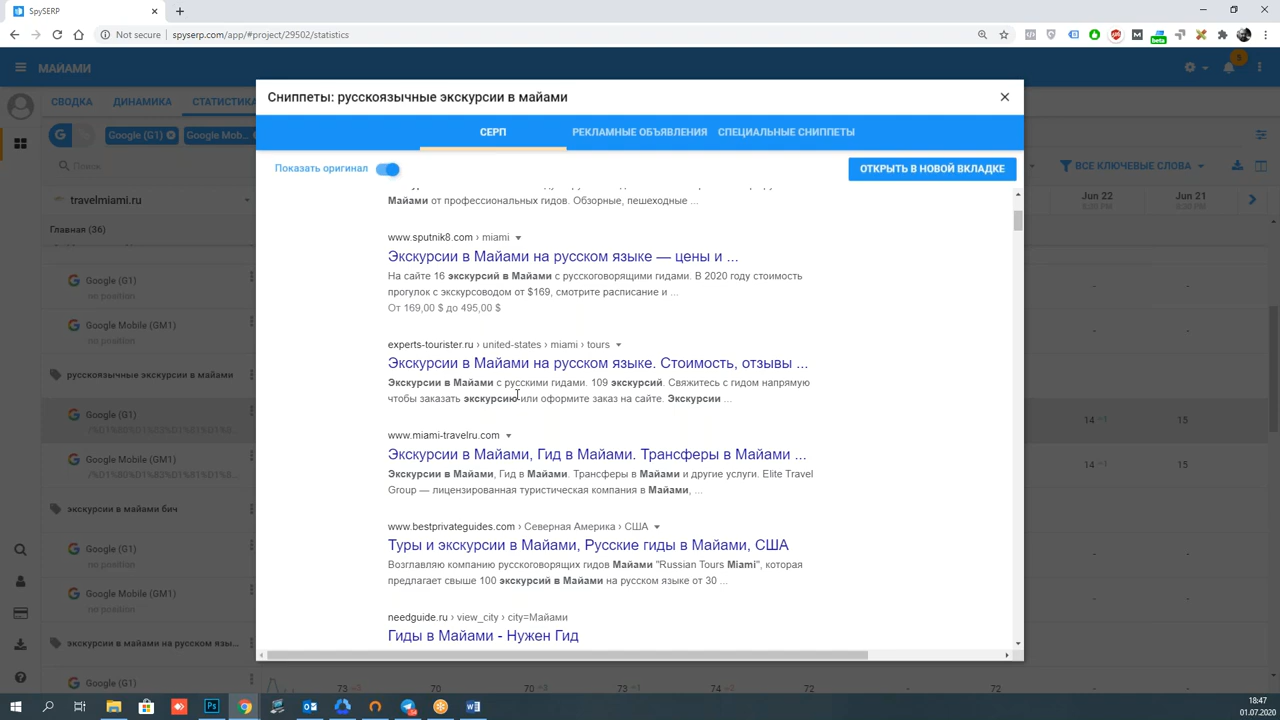 SpySERP
Not secure
spyserp.com/app/#project/29502/statistics
beta
МАЙАМИ
5
СВОДКА
ДИНАМИКА
СТАТИСТИКА
Google (G1)
Google Mob...
Поиск
ВСЕ КЛЮЧЕВЫЕ СЛОВА
travelmiami.ru
Jun 22
Jun 21
Главная (36)
Google (G1)
no position
Google Mobile (GM1)
no position
русскоязычные экскурсии в майами
Google (G1)
14 +1
15
Google Mobile (GM1)
14 +1
15
экскурсии в майами бич
Google (G1)
no position
Google Mobile (GM1)
no position
экскурсии в майами на русском язы...
Google (G1)
73
70
70
73
72
72
72
Сниппеты: русскоязычные экскурсии в майами
СЕРП
РЕКЛАМНЫЕ ОБЪЯВЛЕНИЯ
СПЕЦИАЛЬНЫЕ СНИППЕТЫ
Показать оригинал
ОТКРЫТЬ В НОВОЙ ВКЛАДКЕ
Майами от профессиональных гидов. Обзорные, пешеходные ...
www.sputnik8.com › miami
Экскурсии в Майами на русском языке — цены и ...
На сайте 16 экскурсий в Майами с русскоговорящими гидами. В 2020 году стоимость
прогулок с экскурсоводом от $169, смотрите расписание и ...
От 169,00 $ до 495,00 $
experts-tourister.ru › united-states › miami › tours
Экскурсии в Майами на русском языке. Стоимость, отзывы ...
Экскурсии в Майами с русскими гидами. 109 экскурсий. Свяжитесь с гидом напрямую
чтобы заказать экскурсию или оформите заказ на сайте. Экскурсии ...
www.miami-travelru.com
Экскурсии в Майами, Гид в Майами. Трансферы в Майами ...
Экскурсии в Майами, Гид в Майами. Трансферы в Майами и другие услуги. Elite Travel
Group — лицензированная туристическая компания в Майами, ...
www.bestprivateguides.com › Северная Америка › США
Туры и экскурсии в Майами, Русские гиды в Майами, США
Возглавляю компанию русскоговорящих гидов Майами "Russian Tours Miami", которая
предлагает свыше 100 экскурсий в Майами на русском языке от 30 ...
needguide.ru › view_city › city=Майами
Гиды в Майами - Нужен Гид
18:47
01.07.2020